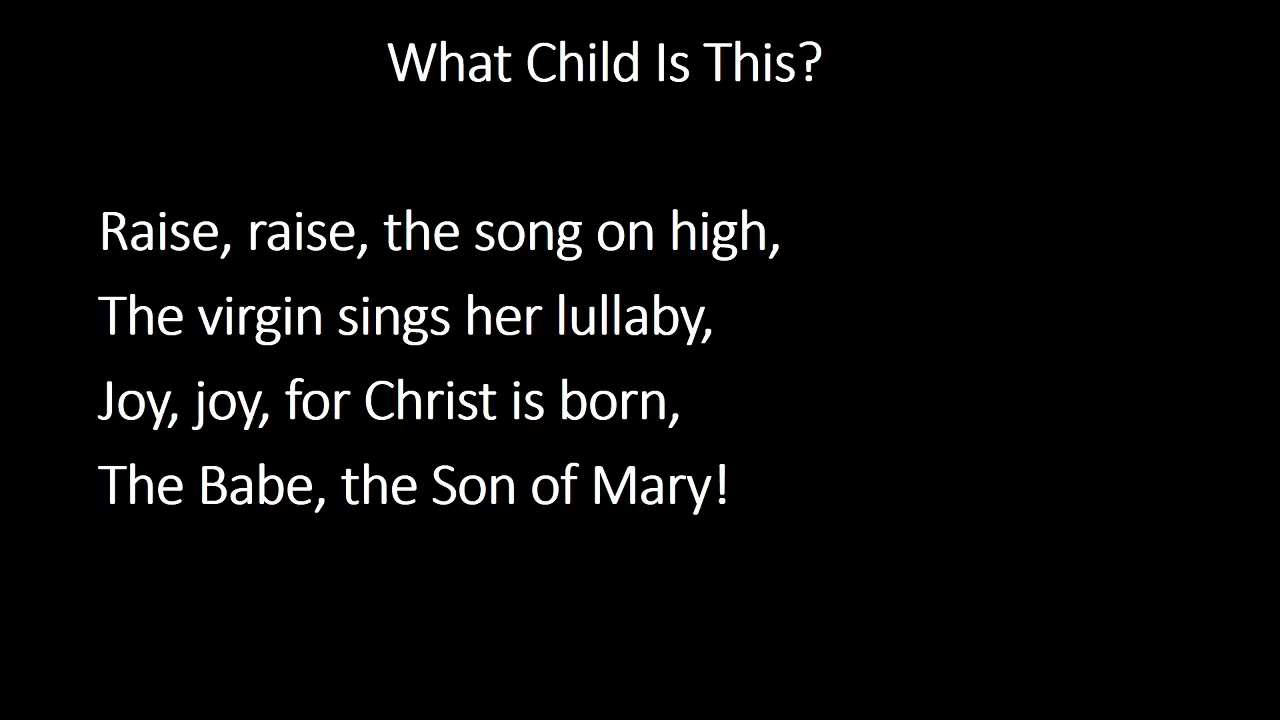 What Child Is This?
Raise, raise, the song on high,
The virgin sings her lullaby,
Joy, joy, for Christ is born,
The Babe, the Son of Mary!